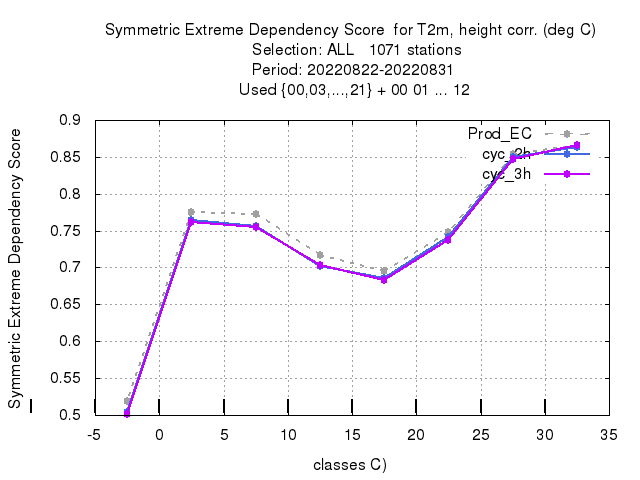 Symmetric Extreme Dependency Score for T2m, height corr. (deg C)
Selection: ALL 1071 stations
Period: 20220822-20220831
Used {00,03,...,21} + 00 01 ... 12
Symmetric Extreme Dependency Score
0.9
0.85
0.8
0.75
0.7
0.65
0.6
0.55
0.5
Prod_EC
cyc_2h
cyc_3h
-5 0 5 10 15 20 25 30 35
classes C)